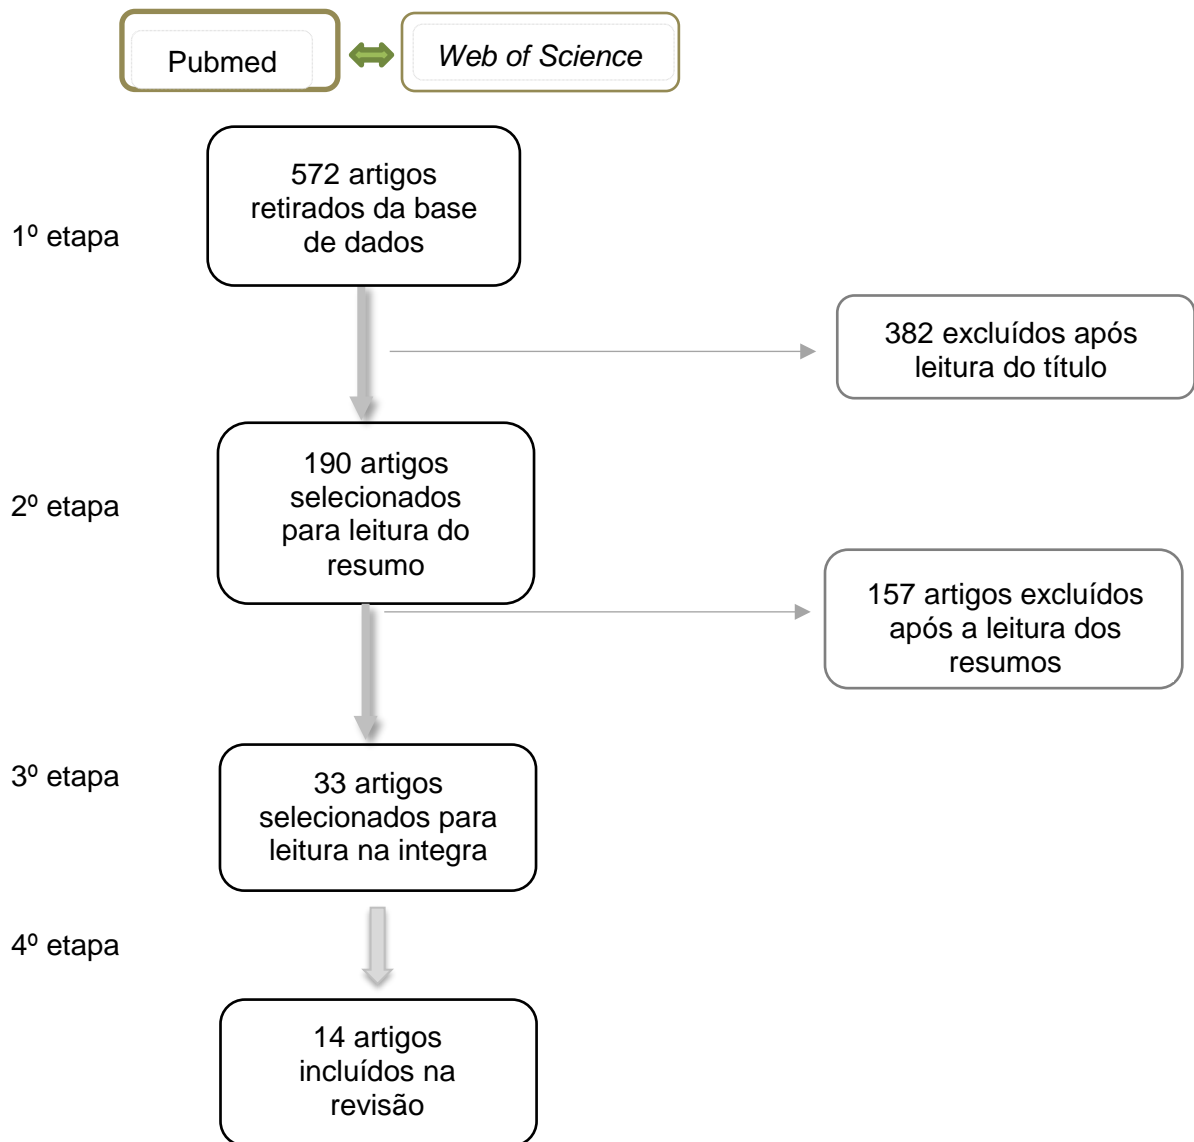 Pubmed
Web of Science
572 artigos
retirados da base
de dados
1º etapa
382 excluídos após
leitura do título
190 artigos
selecionados
para leitura do
resumo
2º etapa
157 artigos excluídos
após a leitura dos
resumos
3º etapa
33 artigos
selecionados para
leitura na integra
4º etapa
14 artigos
incluídos na
revisão